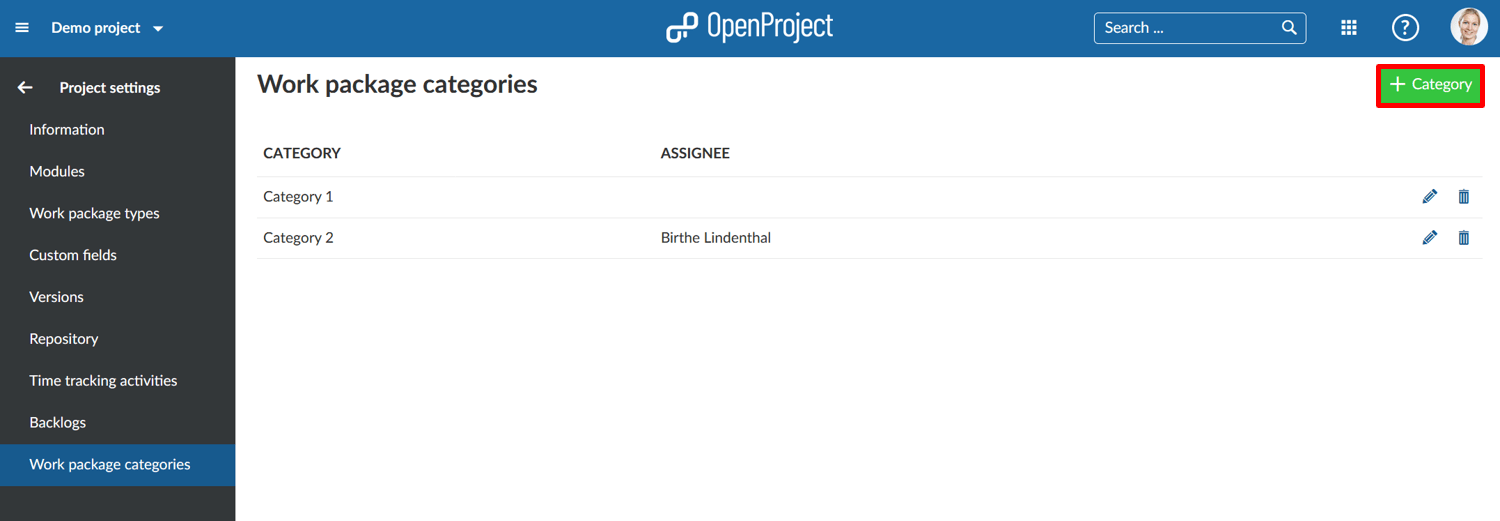 Demo project
OpenProject
Search ...
?
Project settings
Information
Modules
Work package types
Custom fields
Versions
Repository
Time tracking activities
Backlogs
Work package categories
Work package categories
+ Category
CATEGORY ASSIGNEE
Category 1
Category 2 Birthe Lindenthal